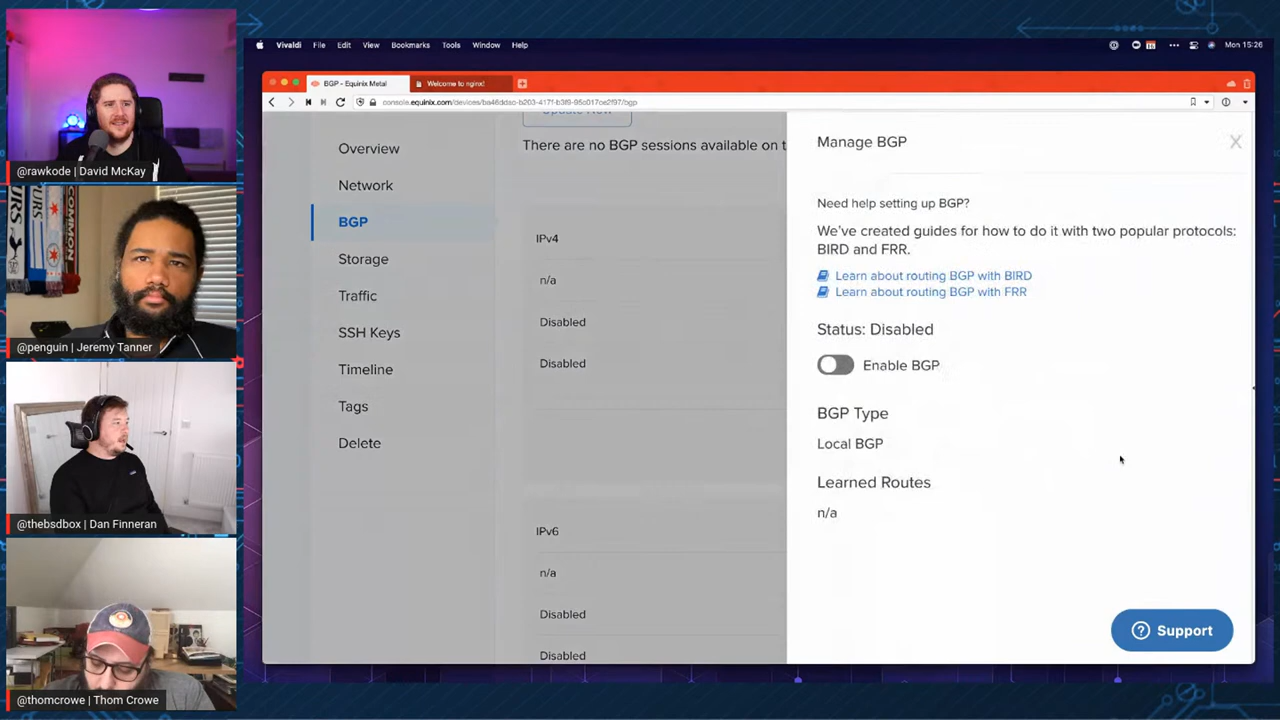 @rawkode | David McKay
@penguin | Jeremy Tanner
@thebsdbox | Dan Finneran
@thomcrowe | Thom Crowe
Vivaldi File Edit View Bookmarks Tools Window Help
Mon 15:26
BGP - Equinix Metal
Welcome to nginx!
Overview
Network
BGP
Storage
Traffic
SSH Keys
Timeline
Tags
Delete
Update Now
There are no BGP sessions available on t
IPv4
n/a
Disabled
Disabled
IPv6
n/a
Disabled
Disabled
Manage BGP
X
Need help setting up BGP?
We've created guides for how to do it with two popular protocols:
BIRD and FRR.
Learn about routing BGP with BIRD
Learn about routing BGP with FRR
Status: Disabled
Enable BGP
BGP Type
Local BGP
Learned Routes
n/a
Support